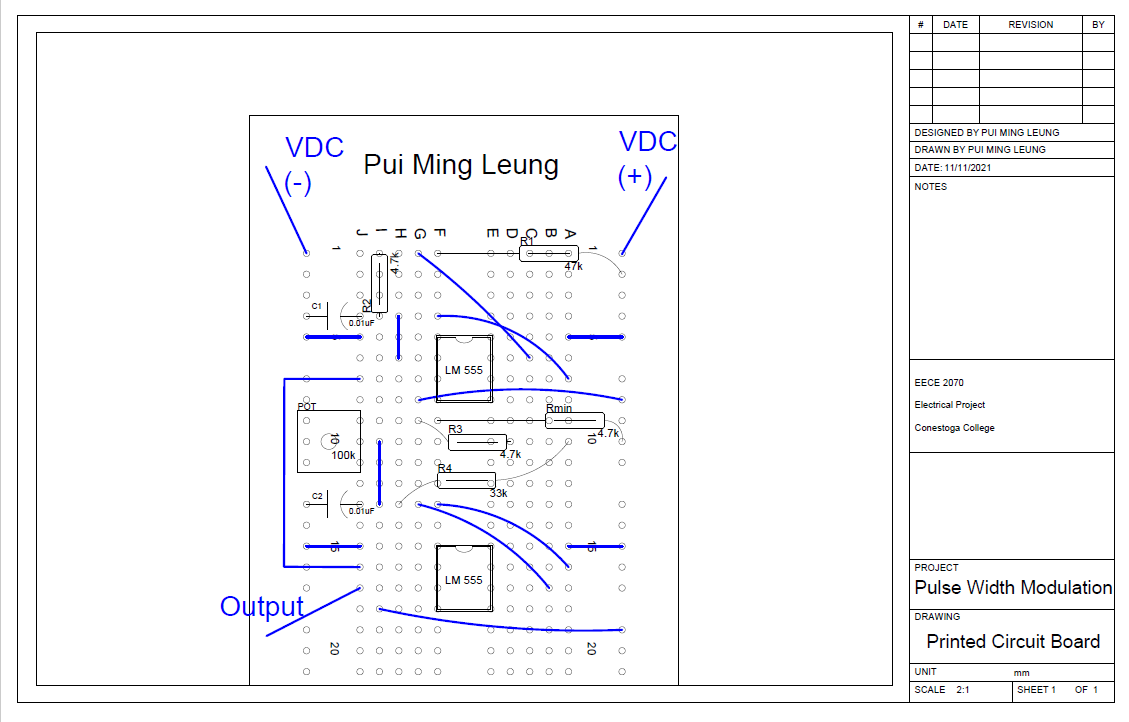 VDC
(-)
Pui Ming Leung
VDC
(+)
J I H G F E D C B A
1
1
R1
47k
4.7k
R2
C1
0.01uF
5
5
LM 555
POT
10
100k
Rmin
4.7k
10
R3
4.7k
R4
33k
C2
0.01uF
15
15
LM 555
Output
20
20
# DATE REVISION BY
DESIGNED BY PUI MING LEUNG
DRAWN BY PUI MING LEUNG
DATE: 11/11/2021
NOTES
EECE 2070
Electrical Project
Conestoga College
PROJECT
Pulse Width Modulation
DRAWING
Printed Circuit Board
UNIT mm
SCALE 2:1 SHEET 1 OF 1